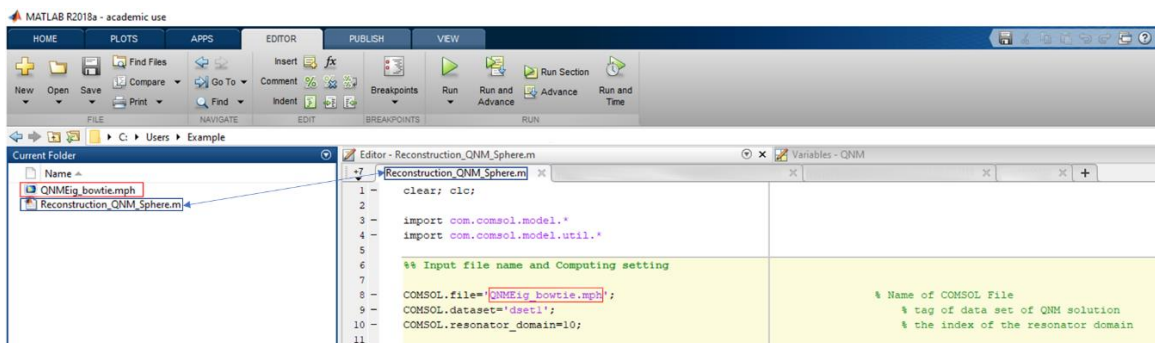 MATLAB R2018a - academic use
HOME PLOTS APPS EDITOR PUBLISH VIEW
New Open Save Find Files Compare Print Go To Find Insert fx Comment Indent Breakpoints Run Run and Advance Run Section Advance Run and Time
FILE NAVIGATE EDIT BREAKPOINTS RUN
C: Users Example
Current Folder Editor - Reconstruction_QNM_Sphere.m Variables - QNM
Name +7 Reconstruction_QNM_Sphere.m
QNMEig_bowtie.mph
Reconstruction_QNM_Sphere.m
1 - clear; clc;
2
3 - import com.comsol.model.*
4 - import com.comsol.model.util.*
5
6 %% Input file name and Computing setting
7
8 - COMSOL.file='QNMEig_bowtie.mph'; % Name of COMSOL File
9 - COMSOL.dataset='dset1'; % tag of data set of QNM solution
10 - COMSOL.resonator_domain=10; % the index of the resonator domain
11